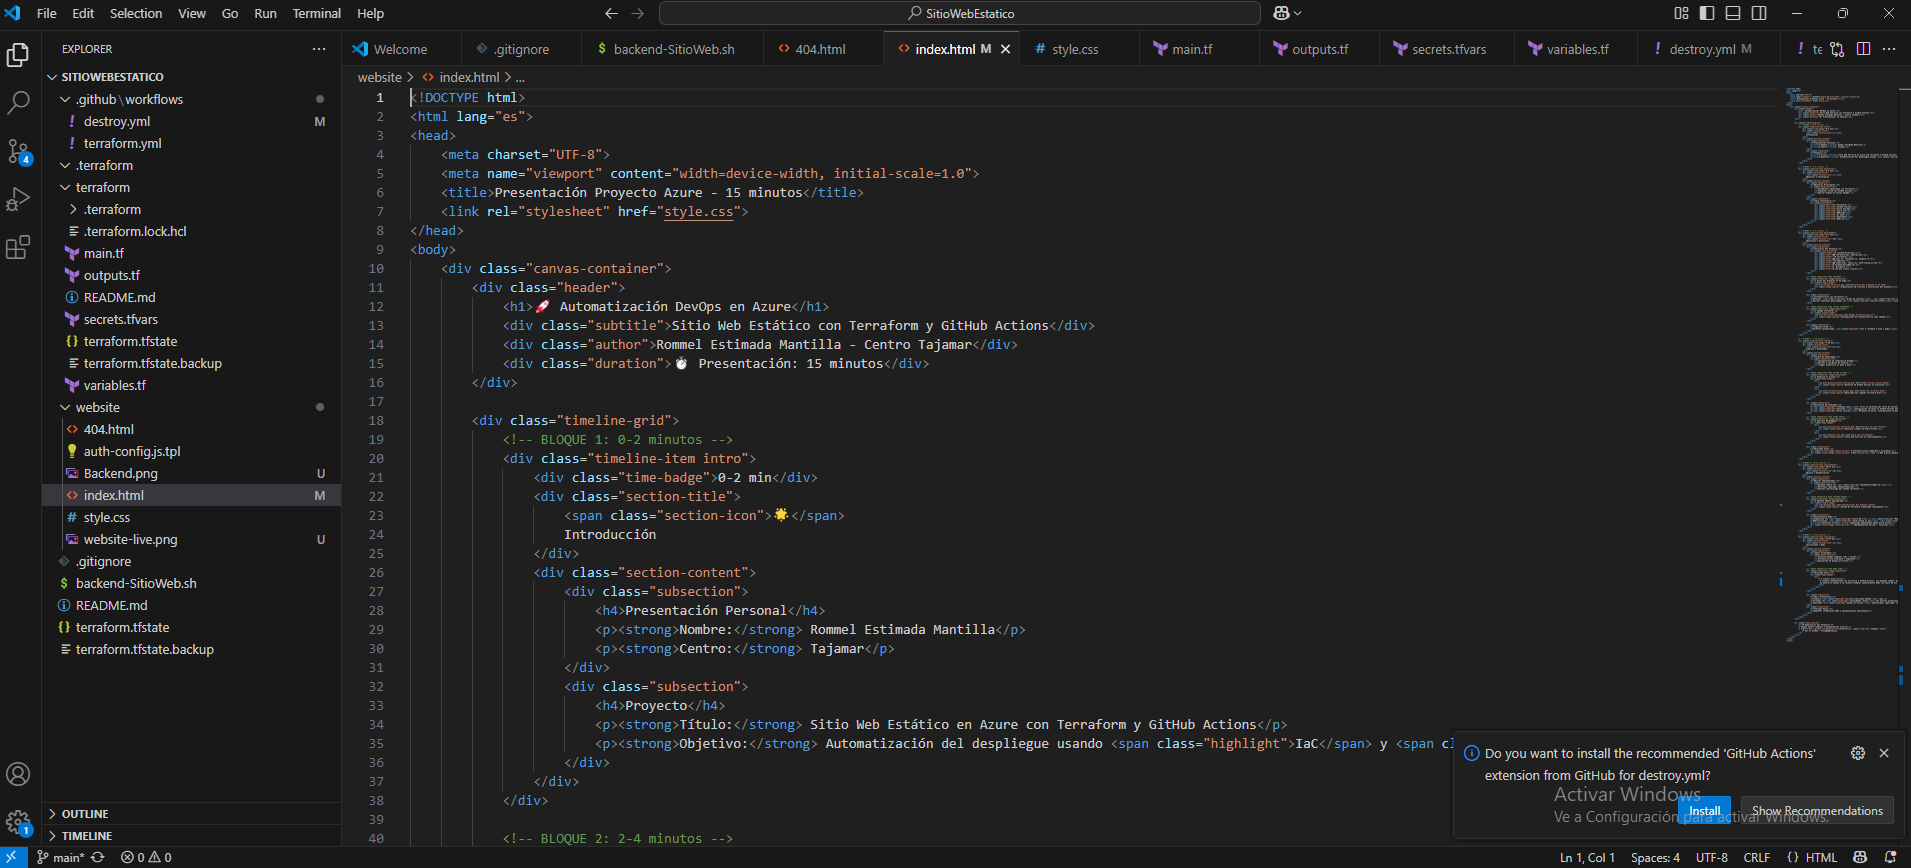 File Edit Selection View Go Run Terminal Help
SitioWebEstatico
EXPLORER
SITIOWEBESTATICO
.github\workflows
destroy.yml M
terraform.yml
.terraform
terraform
.terraform
.terraform.lock.hcl
main.tf
outputs.tf
README.md
secrets.tfvars
terraform.tfstate
terraform.tfstate.backup
variables.tf
website
404.html
auth-config.js.tpl
Backend.png U
index.html M
style.css
website-live.png U
.gitignore
backend-SitioWeb.sh
README.md
terraform.tfstate
terraform.tfstate.backup
OUTLINE
TIMELINE
Welcome .gitignore backend-SitioWeb.sh 404.html index.html M style.css main.tf outputs.tf secrets.tfvars variables.tf destroy.yml M te
website > index.html > ...
1 <!DOCTYPE html>
2 <html lang="es">
3 <head>
4 <meta charset="UTF-8">
5 <meta name="viewport" content="width=device-width, initial-scale=1.0">
6 <title>Presentación Proyecto Azure - 15 minutos</title>
7 <link rel="stylesheet" href="style.css">
8 </head>
9 <body>
10 <div class="canvas-container">
11 <div class="header">
12 <h1>🚀 Automatización DevOps en Azure</h1>
13 <div class="subtitle">Sitio Web Estático con Terraform y GitHub Actions</div>
14 <div class="author">Rommel Estimada Mantilla - Centro Tajamar</div>
15 <div class="duration">⏱️ Presentación: 15 minutos</div>
16 </div>
17
18 <div class="timeline-grid">
19 <!-- BLOQUE 1: 0-2 minutos -->
20 <div class="timeline-item intro">
21 <div class="time-badge">0-2 min</div>
22 <div class="section-title">
23 <span class="section-icon">🌟</span>
24 Introducción
25 </div>
26 <div class="section-content">
27 <div class="subsection">
28 <h4>Presentación Personal</h4>
29 <p><strong>Nombre:</strong> Rommel Estimada Mantilla</p>
30 <p><strong>Centro:</strong> Tajamar</p>
31 </div>
32 <div class="subsection">
33 <h4>Proyecto</h4>
34 <p><strong>Título:</strong> Sitio Web Estático en Azure con Terraform y GitHub Actions</p>
35 <p><strong>Objetivo:</strong> Automatización del despliegue usando <span class="highlight">IaC</span> y <span cl
36 </div>
37 </div>
38 </div>
39
40 <!-- BLOQUE 2: 2-4 minutos -->
Do you want to install the recommended 'GitHub Actions'
extension from GitHub for destroy.yml?
Install Show Recommendations
Activar Windows
Ve a Configuración para activar Windows.
4
1
main* 0 0 Ln 1, Col 1 Spaces: 4 UTF-8 CRLF {} HTML